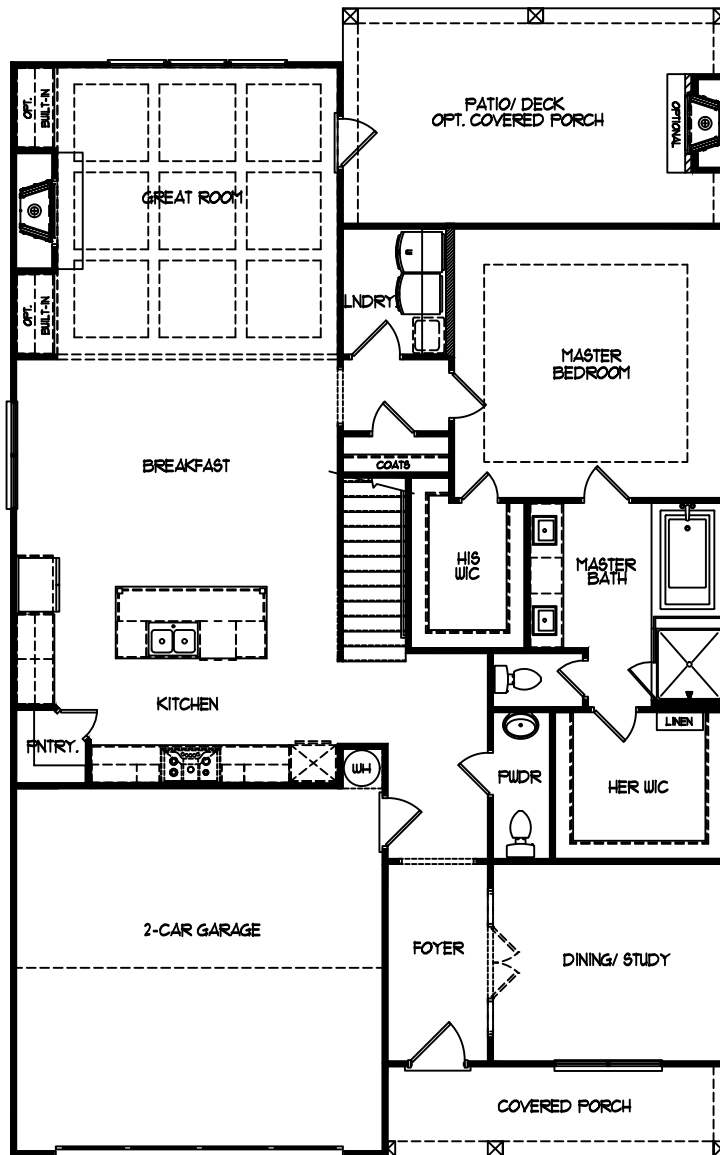 PATIO/ DECK
OPT. COVERED PORCH
OPTIONAL
OPT.
BUILT-IN
GREAT ROOM
OPT.
BUILT-IN
LNDRY.
MASTER
BEDROOM
BREAKFAST
COATS
HIS
WIC
MASTER
BATH
KITCHEN
PNTRY.
WH
LINEN
PWDR
HER WIC
2-CAR GARAGE
FOYER
DINING/ STUDY
COVERED PORCH